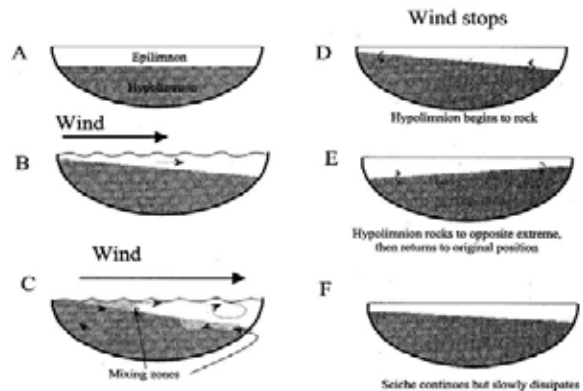 A
Epilimnon
Hypolimnion
Wind
B
Wind
C
Mixing zones
Wind stops
D
Hypolimnion begins to rock
E
Hypolimnion rocks to opposite extreme,
then returns to original position
F
Seiche continues but slowly dissipates